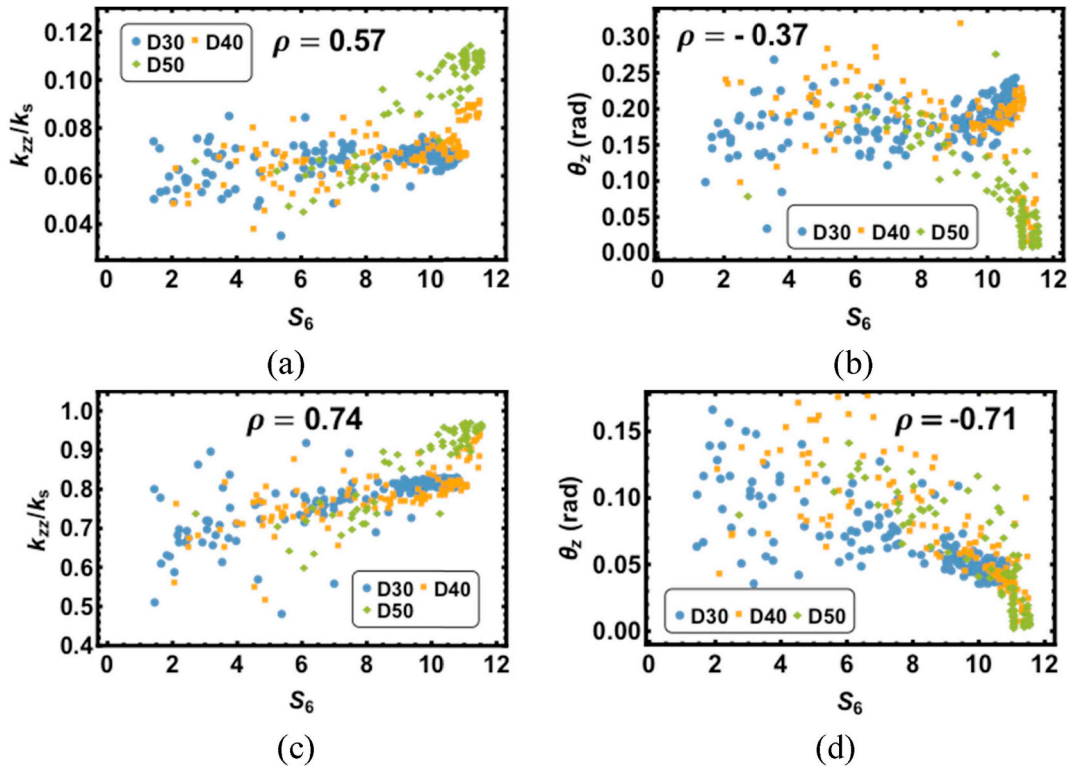 ρ = 0.57
D30 D40
D50
0.12
0.10
0.08
0.06
0.04
k_zz/k_s
0 2 4 6 8 10 12
S_6
(a)
ρ = - 0.37
0.30
0.25
0.20
0.15
0.10
0.05
0.00
θ_z (rad)
D30 D40 D50
0 2 4 6 8 10 12
S_6
(b)
ρ = 0.74
1.0
0.9
0.8
0.7
0.6
0.5
0.4
k_zz/k_s
D30 D40
D50
0 2 4 6 8 10 12
S_6
(c)
ρ = -0.71
0.15
0.10
0.05
0.00
θ_z (rad)
D30 D40 D50
0 2 4 6 8 10 12
S_6
(d)